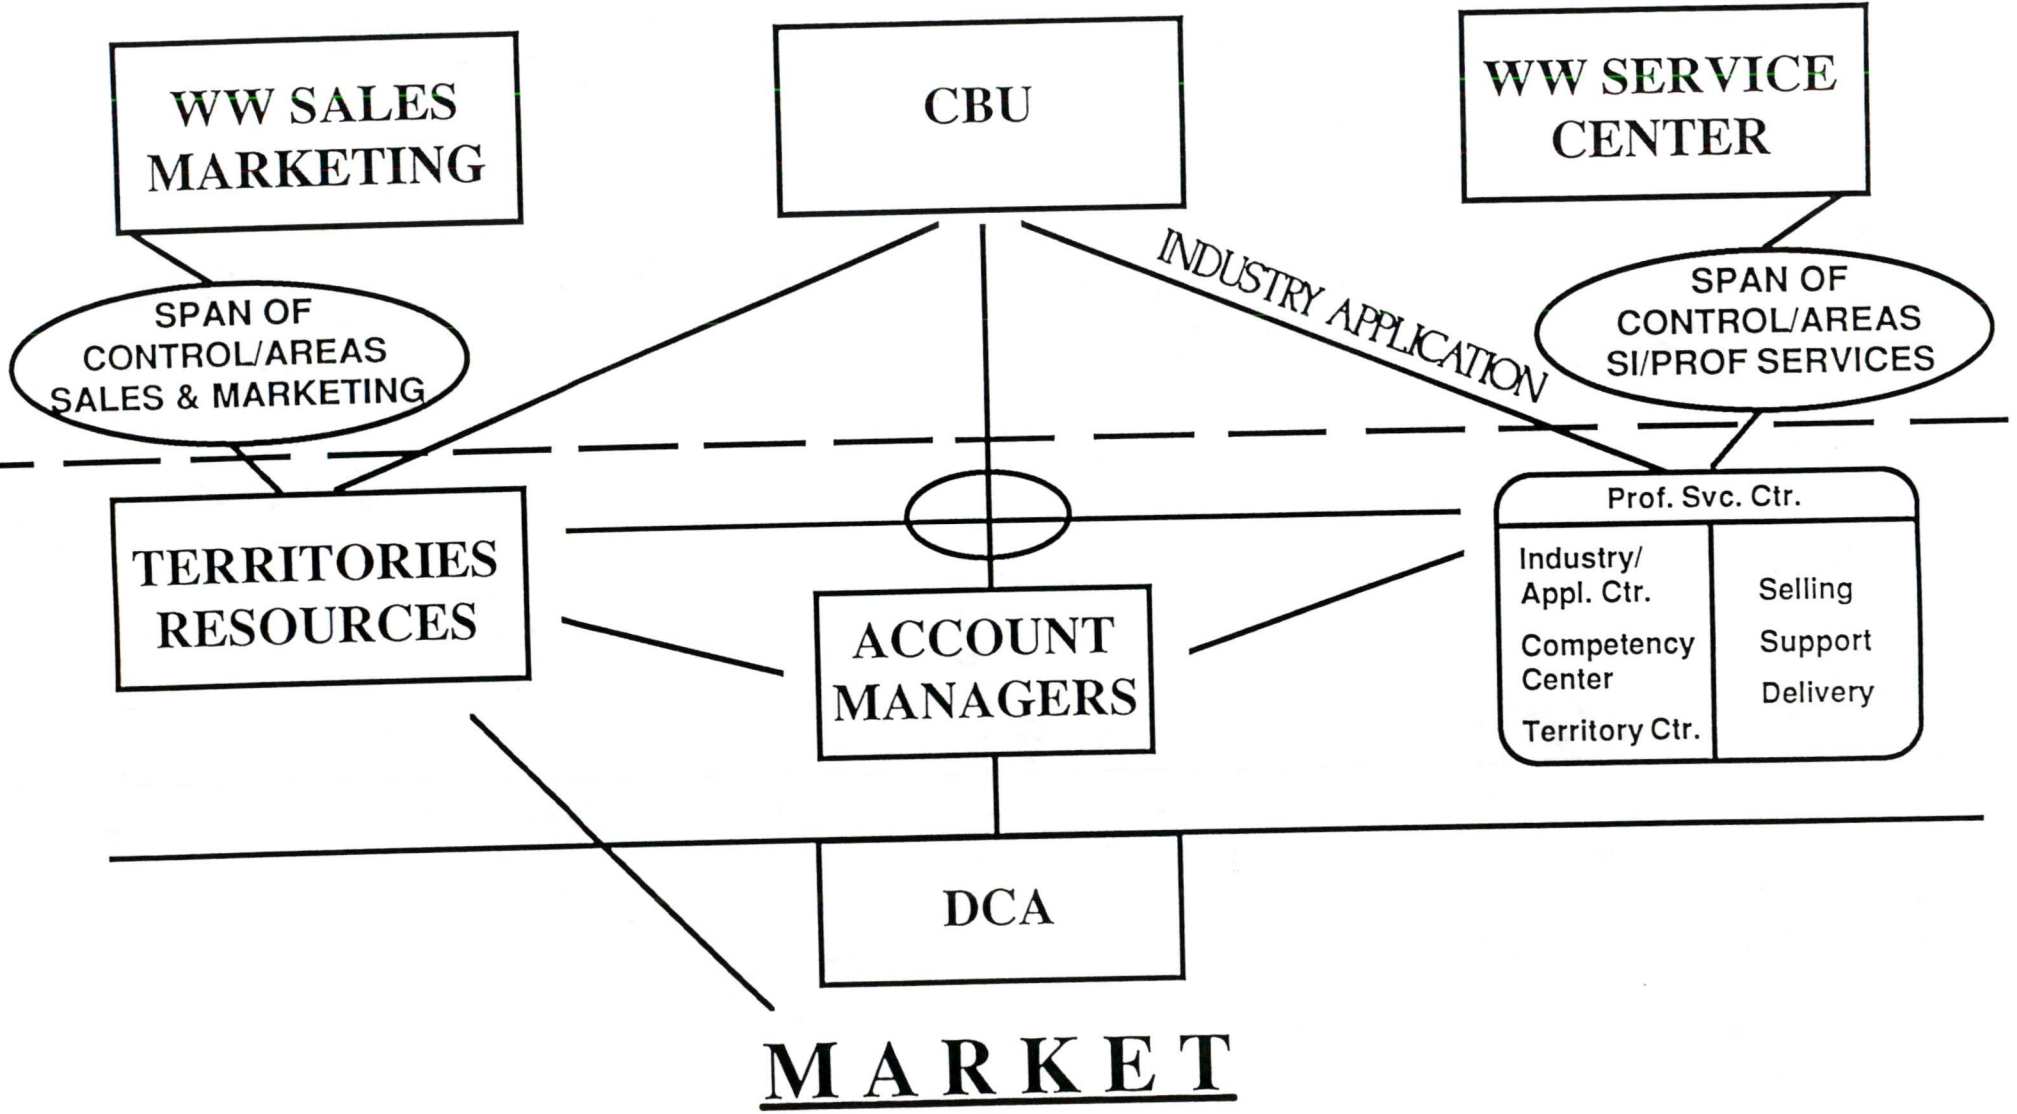 WW SALES
MARKETING
CBU
WW SERVICE
CENTER
INDUSTRY APPLICATION
SPAN OF
CONTROL/AREAS
SALES & MARKETING
SPAN OF
CONTROL/AREAS
SI/PROF SERVICES
TERRITORIES
RESOURCES
ACCOUNT
MANAGERS
Prof. Svc. Ctr.
Industry/
Appl. Ctr.
Competency
Center
Territory Ctr.
Selling
Support
Delivery
DCA
MARKET